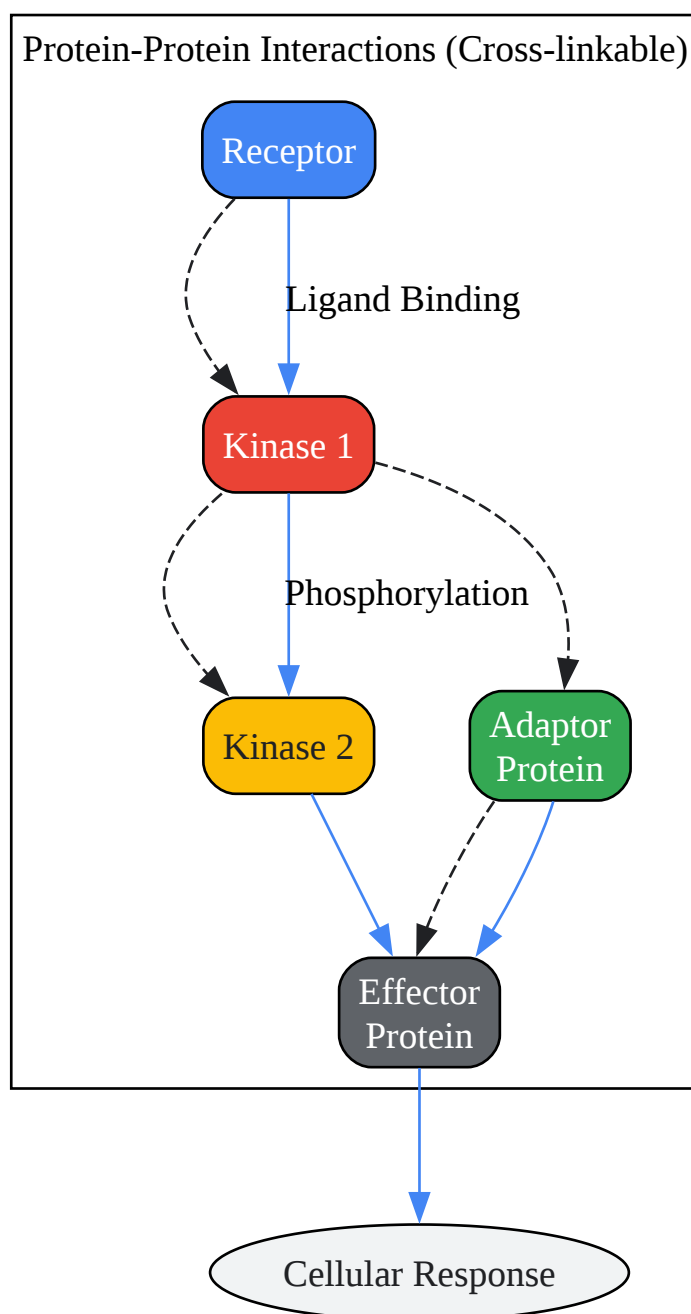 Protein-Protein Interactions (Cross-linkable)
Receptor
Ligand Binding
Kinase 1
Phosphorylation
Kinase 2
Adaptor
Protein
Effector
Protein
Cellular Response